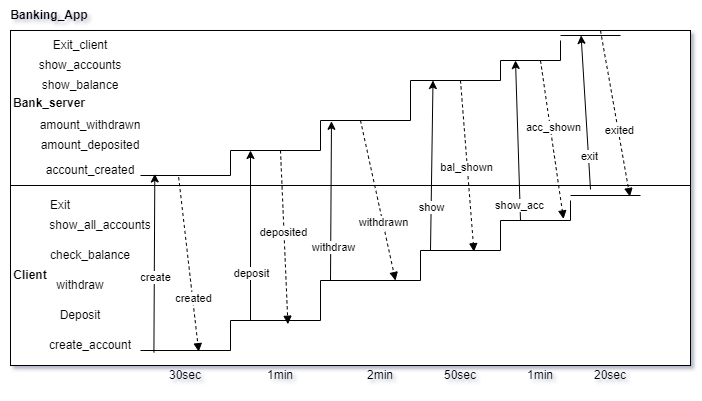 Banking_App
Exit_client
show_accounts
show_balance
Bank_server
amount_withdrawn
amount_deposited
account_created
acc_shown
exited
exit
bal_shown
Exit
show_all_accounts
show
show_acc
withdrawn
deposited
withdraw
check_balance
Client
create
deposit
withdraw
created
Deposit
create_account
30sec 1min 2min 50sec 1min 20sec